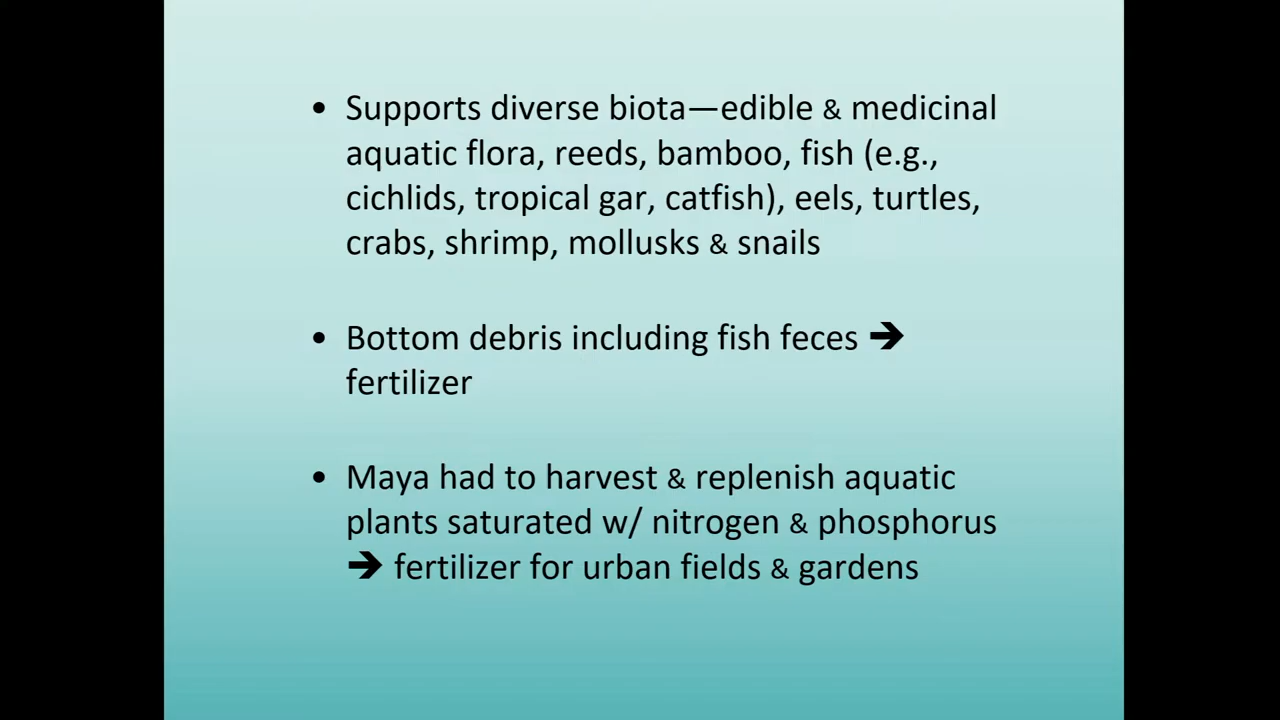 • Supports diverse biota—edible & medicinal
aquatic flora, reeds, bamboo, fish (e.g.,
cichlids, tropical gar, catfish), eels, turtles,
crabs, shrimp, mollusks & snails
• Bottom debris including fish feces ➔
fertilizer
• Maya had to harvest & replenish aquatic
plants saturated w/ nitrogen & phosphorus
➔ fertilizer for urban fields & gardens